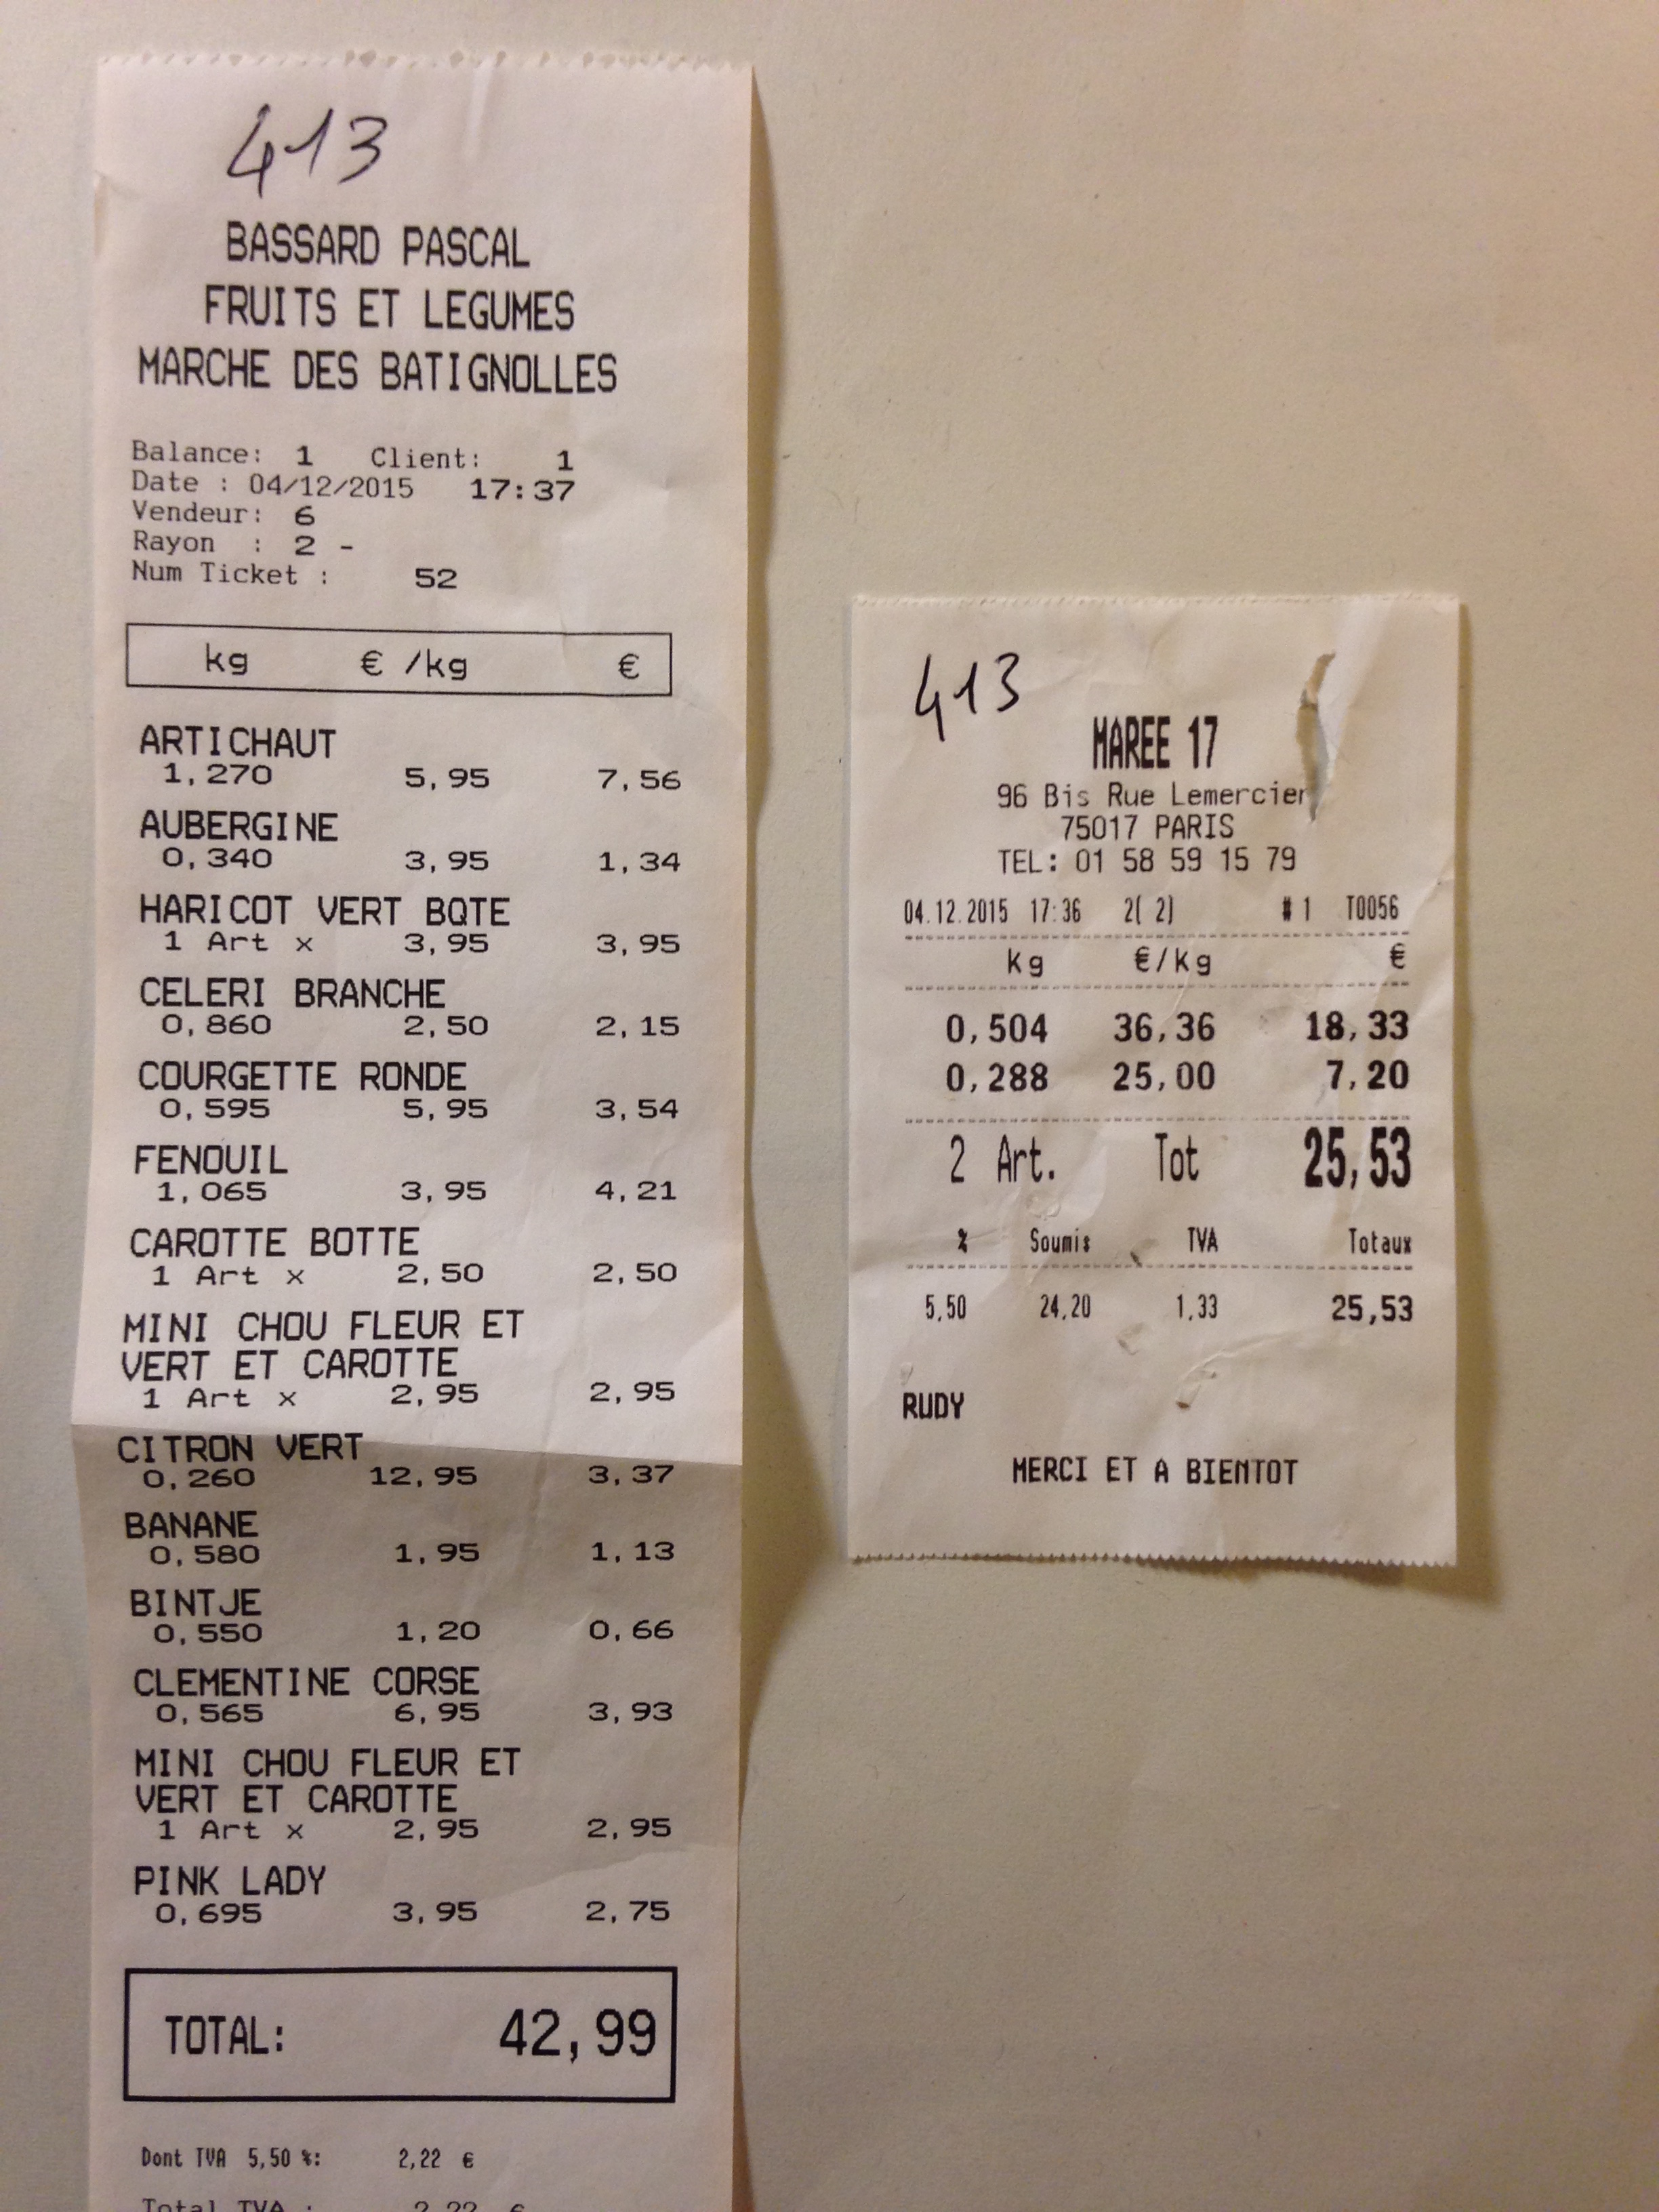 413
BASSARD PASCAL
FRUITS ET LEGUMES
MARCHE DES BATIGNOLLES
Balance: 1 Client: 1
Date : 04/12/2015 17:37
Vendeur: 6
Rayon : 2 -
Num Ticket : 52
kg € /kg €
ARTICHAUT
1,270 5,95 7,56
AUBERGINE
0,340 3,95 1,34
HARICOT VERT BQTE
1 Art x 3,95 3,95
CELERI BRANCHE
0,860 2,50 2,15
COURGETTE RONDE
0,595 5,95 3,54
FENOUIL
1,065 3,95 4,21
CAROTTE BOTTE
1 Art x 2,50 2,50
MINI CHOU FLEUR ET
VERT ET CAROTTE
1 Art x 2,95 2,95
CITRON VERT
0,260 12,95 3,37
BANANE
0,580 1,95 1,13
BINTJE
0,550 1,20 0,66
CLEMENTINE CORSE
0,565 6,95 3,93
MINI CHOU FLEUR ET
VERT ET CAROTTE
1 Art x 2,95 2,95
PINK LADY
0,695 3,95 2,75
TOTAL: 42,99
Dont TVA 5,50 %: 2,22 €
Total TVA : 2,22 €
413
MAREE 17
96 Bis Rue Lemercier
75017 PARIS
TEL: 01 58 59 15 79
04.12.2015 17:36 2( 2) #1 T0056
kg €/kg €
0,504 36,36 18,33
0,288 25,00 7,20
2 Art. Tot 25,53
% Soumis TVA Totaux
5,50 24,20 1,33 25,53
RUDY
MERCI ET A BIENTOT